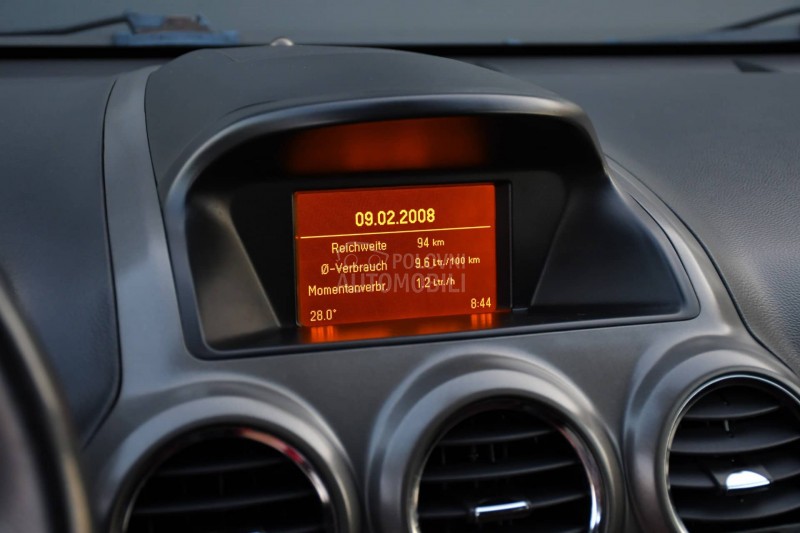 09.02.2008
Reichweite 94 km
Ø-Verbrauch 9.6 Ltr./100 km
Momentanverbr. 1.2 Ltr./h
28.0° 8:44
POLOVNI
AUTOMOBILI